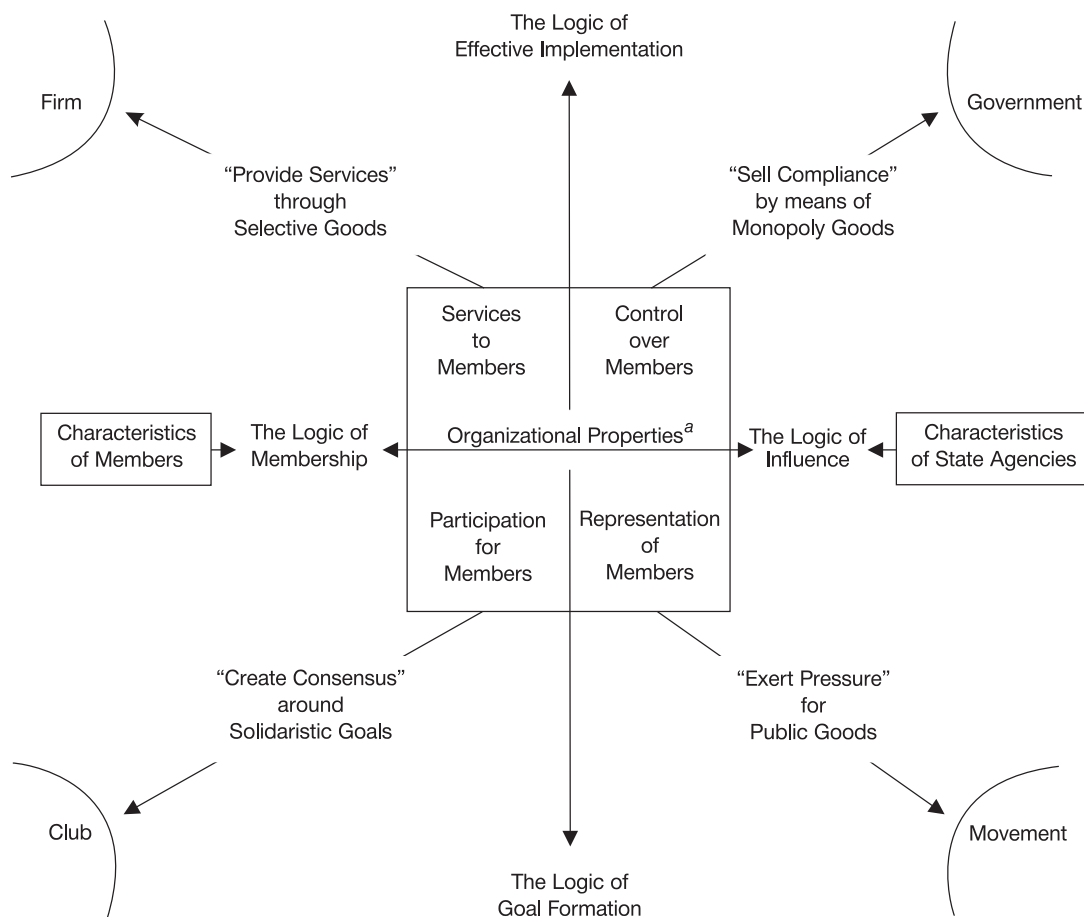 The Logic of
Effective Implementation
Firm
Government
“Provide Services”
through
Selective Goods
“Sell Compliance”
by means of
Monopoly Goods
Services
to
Members
Control
over
Members
Characteristics
of Members
The Logic of
Membership
Organizational Properties^a
The Logic of
Influence
Characteristics
of State Agencies
Participation
for
Members
Representation
of
Members
“Create Consensus”
around
Solidaristic Goals
“Exert Pressure”
for
Public Goods
Club
Movement
The Logic of
Goal Formation